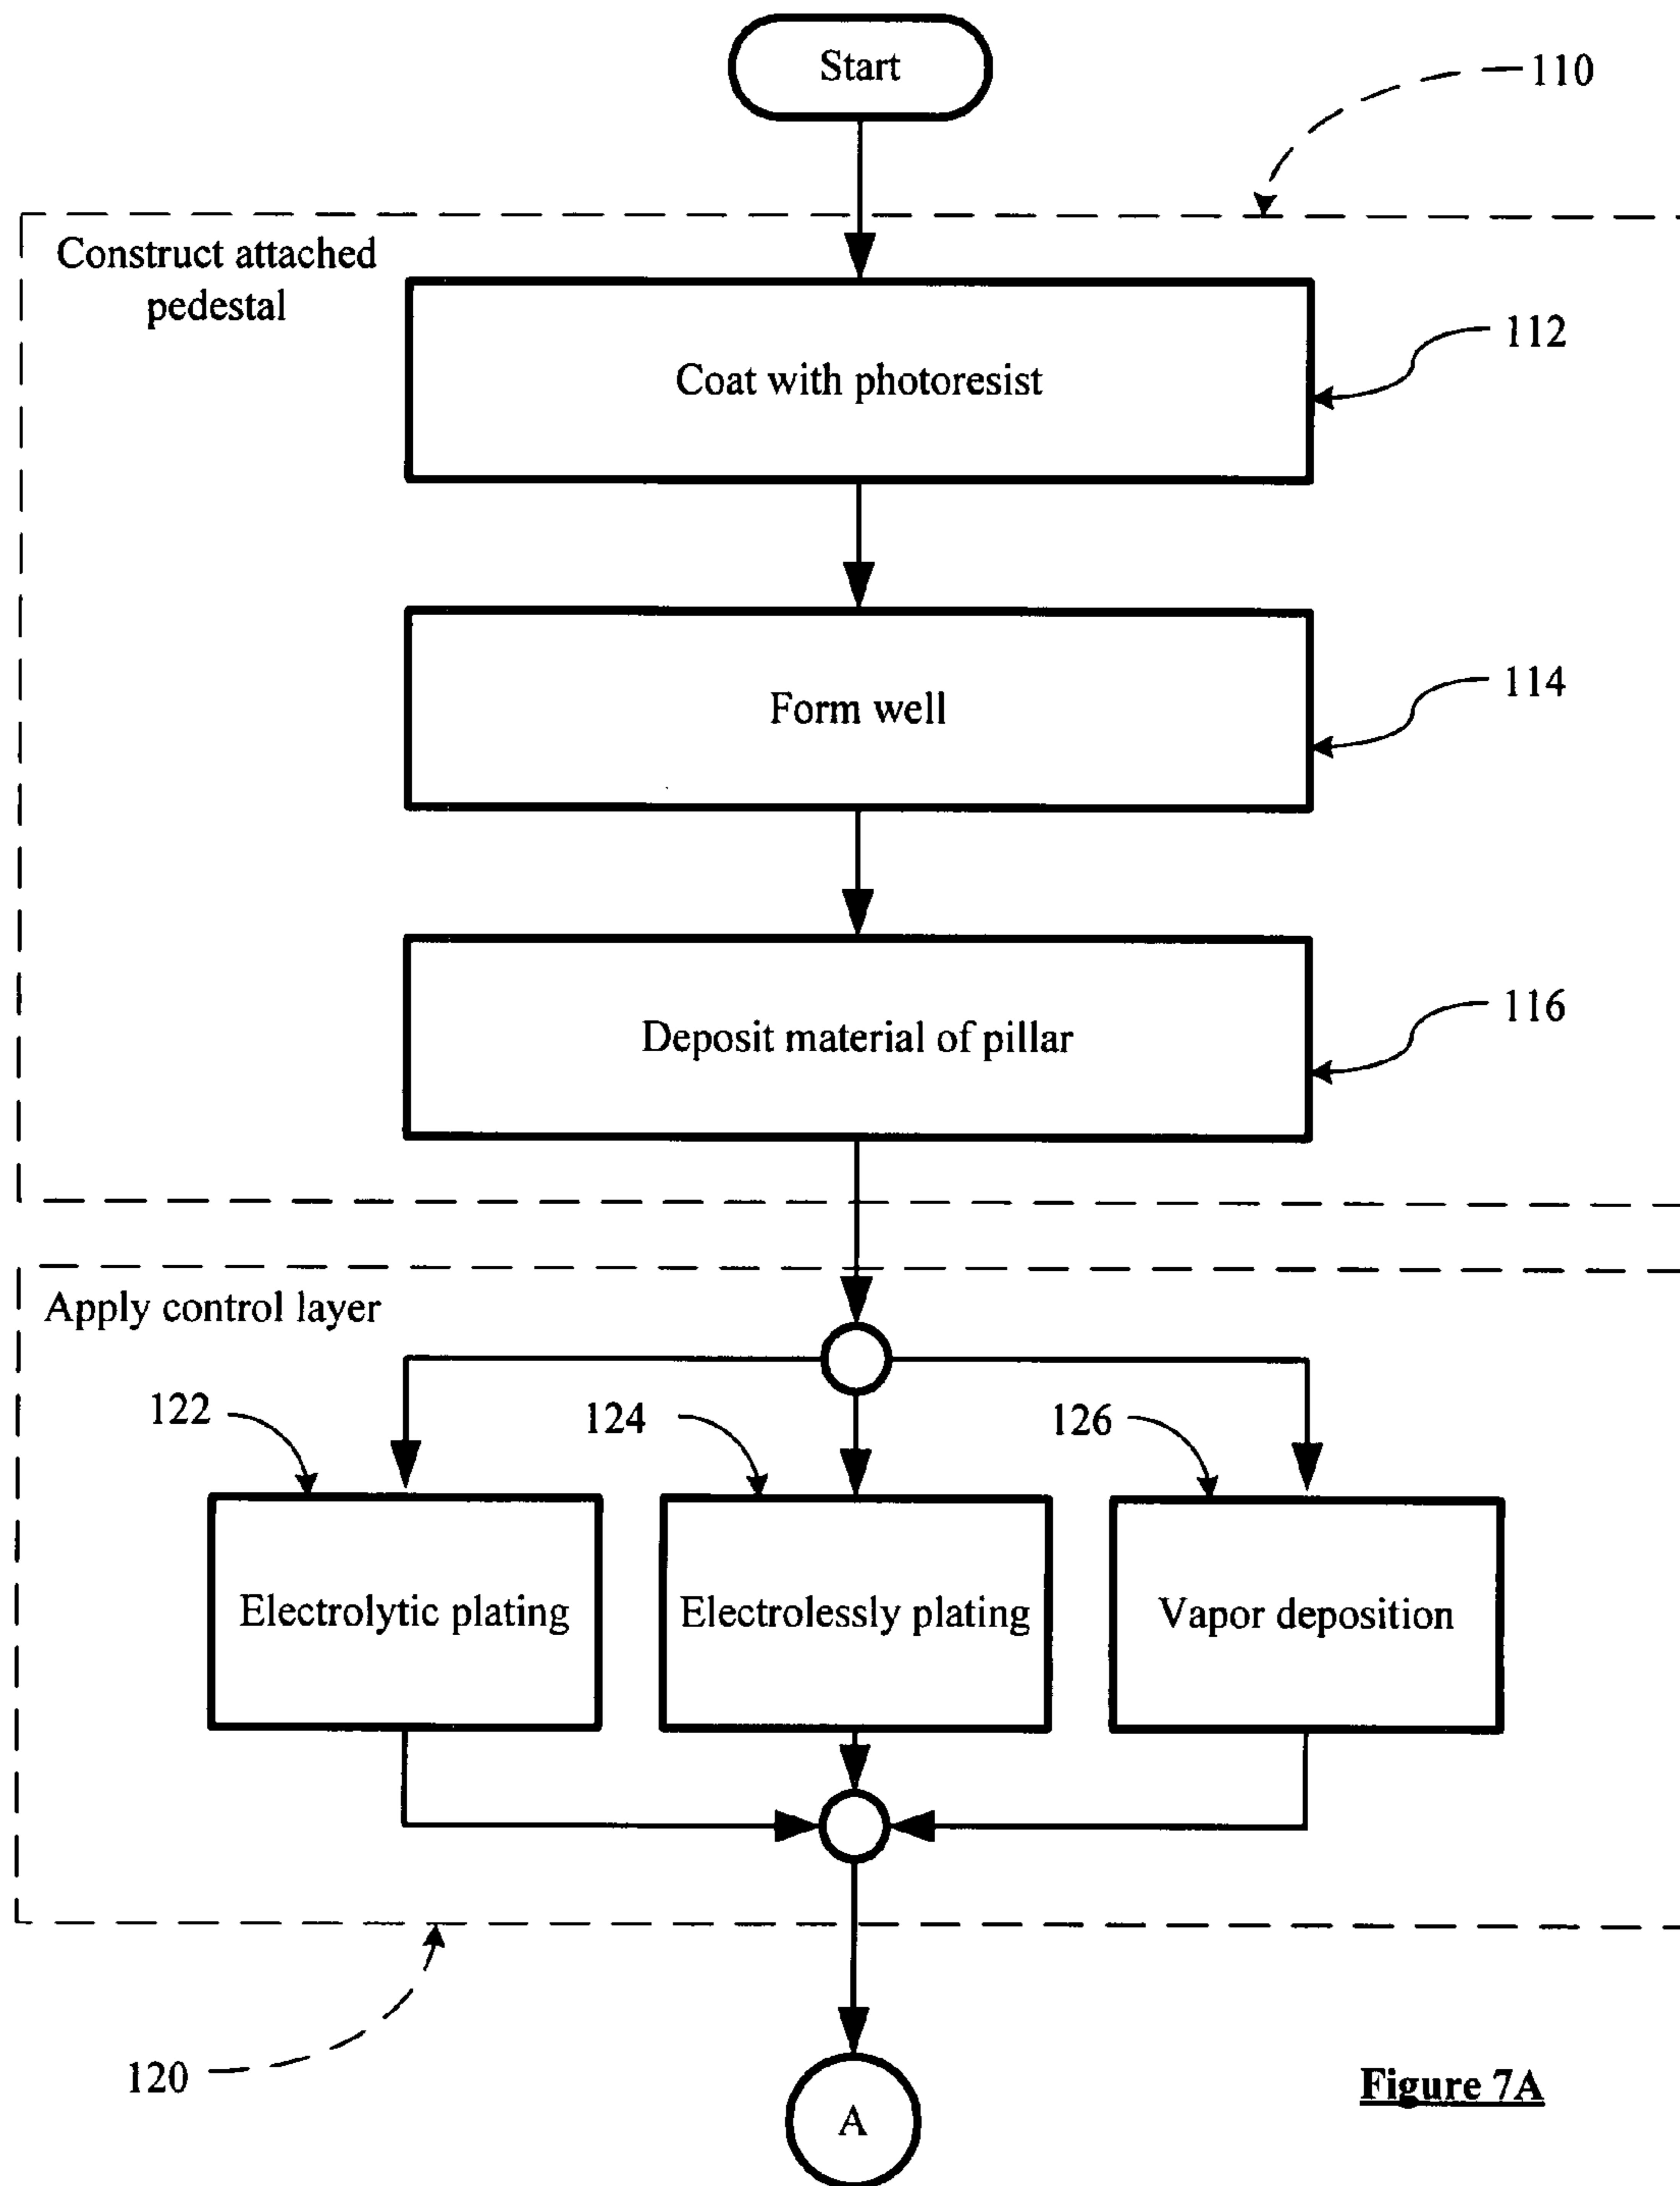 Start
110
Construct attached
pedestal
112
Coat with photoresist
114
Form well
116
Deposit material of pillar
Apply control layer
122
124
126
Electrolytic plating
Electrolessly plating
Vapor deposition
120
Figure 7A
A